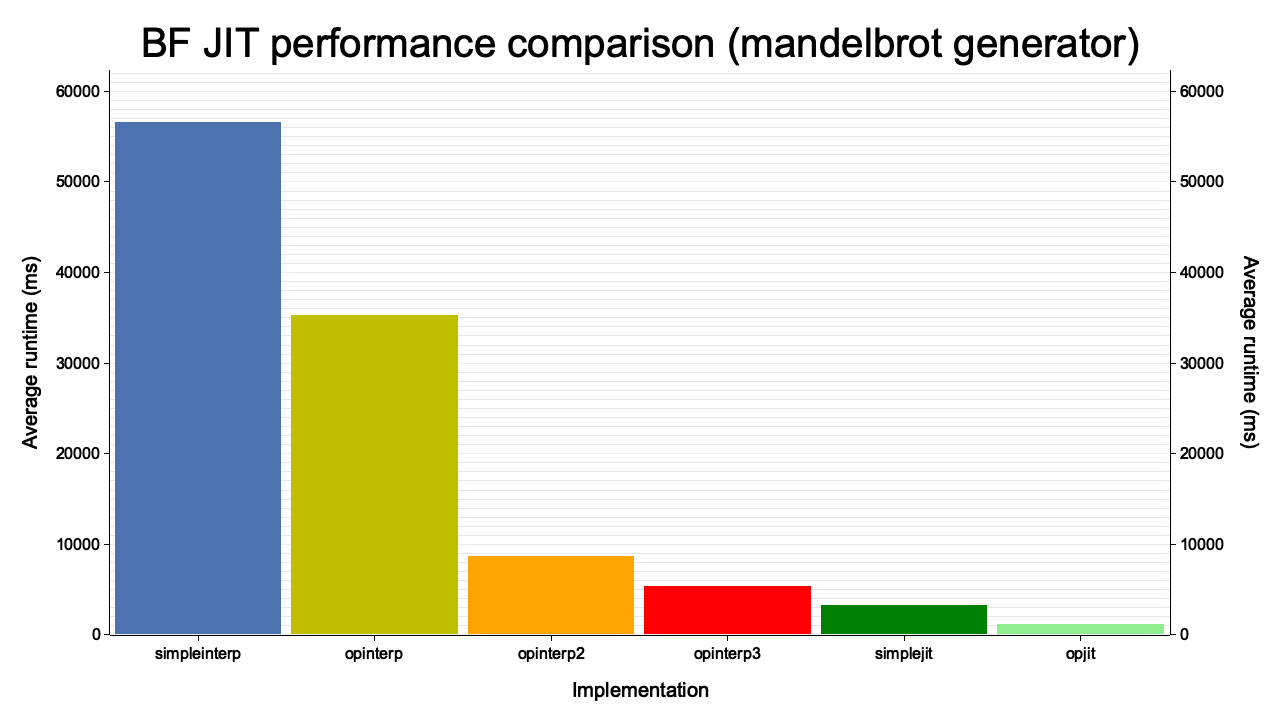 BF JIT performance comparison (mandelbrot generator)
60000
50000
40000
30000
20000
10000
0
Average runtime (ms)
60000
50000
40000
30000
20000
10000
0
Average runtime (ms)
simpleinterp
opinterp
opinterp2
opinterp3
simplejit
opjit
Implementation